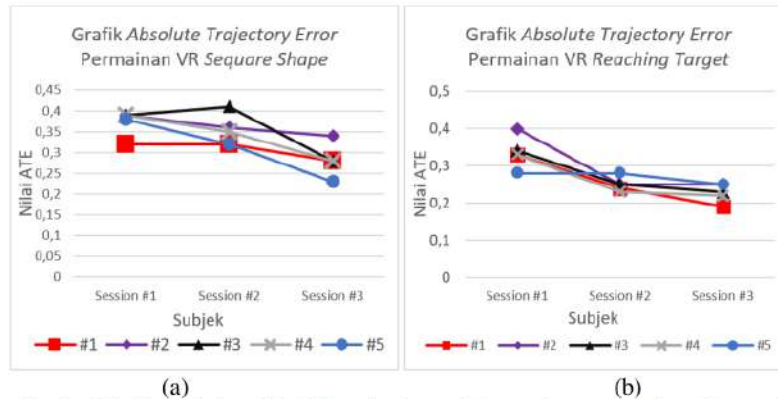 Grafik Absolute Trajectory Error
Permainan VR Sequare Shape
0,45
0,4
0,35
0,3
0,25
0,2
0,15
0,1
0,05
0
Nilai ATE
Session #1 Session #2 Session #3
Subjek
#1 #2 #3 #4 #5
(a)
Grafik Absolute Trajectory Error
Permainan VR Reaching Target
0,5
0,4
0,3
0,2
0,1
0
Nilai ATE
Session #1 Session #2 Session #3
Subjek
#1 #2 #3 #4 #5
(b)